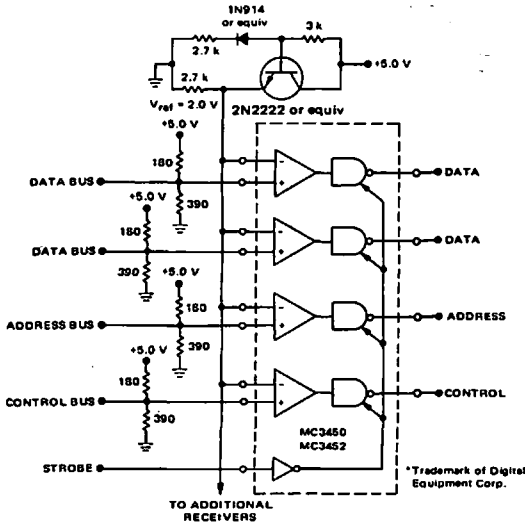 1N914
or equiv
3 k
2.7 k
+5.0 V
2.7 k
V ref = 2.0 V
2N2222 or equiv
+5.0 V
180
DATA BUS
DATA
+5.0 V
390
180
DATA BUS
DATA
390
+5.0 V
180
ADDRESS BUS
ADDRESS
+5.0 V
390
180
CONTROL BUS
CONTROL
390
MC3450
MC3452
STROBE
*Trademark of Digital
Equipment Corp.
TO ADDITIONAL
RECEIVERS